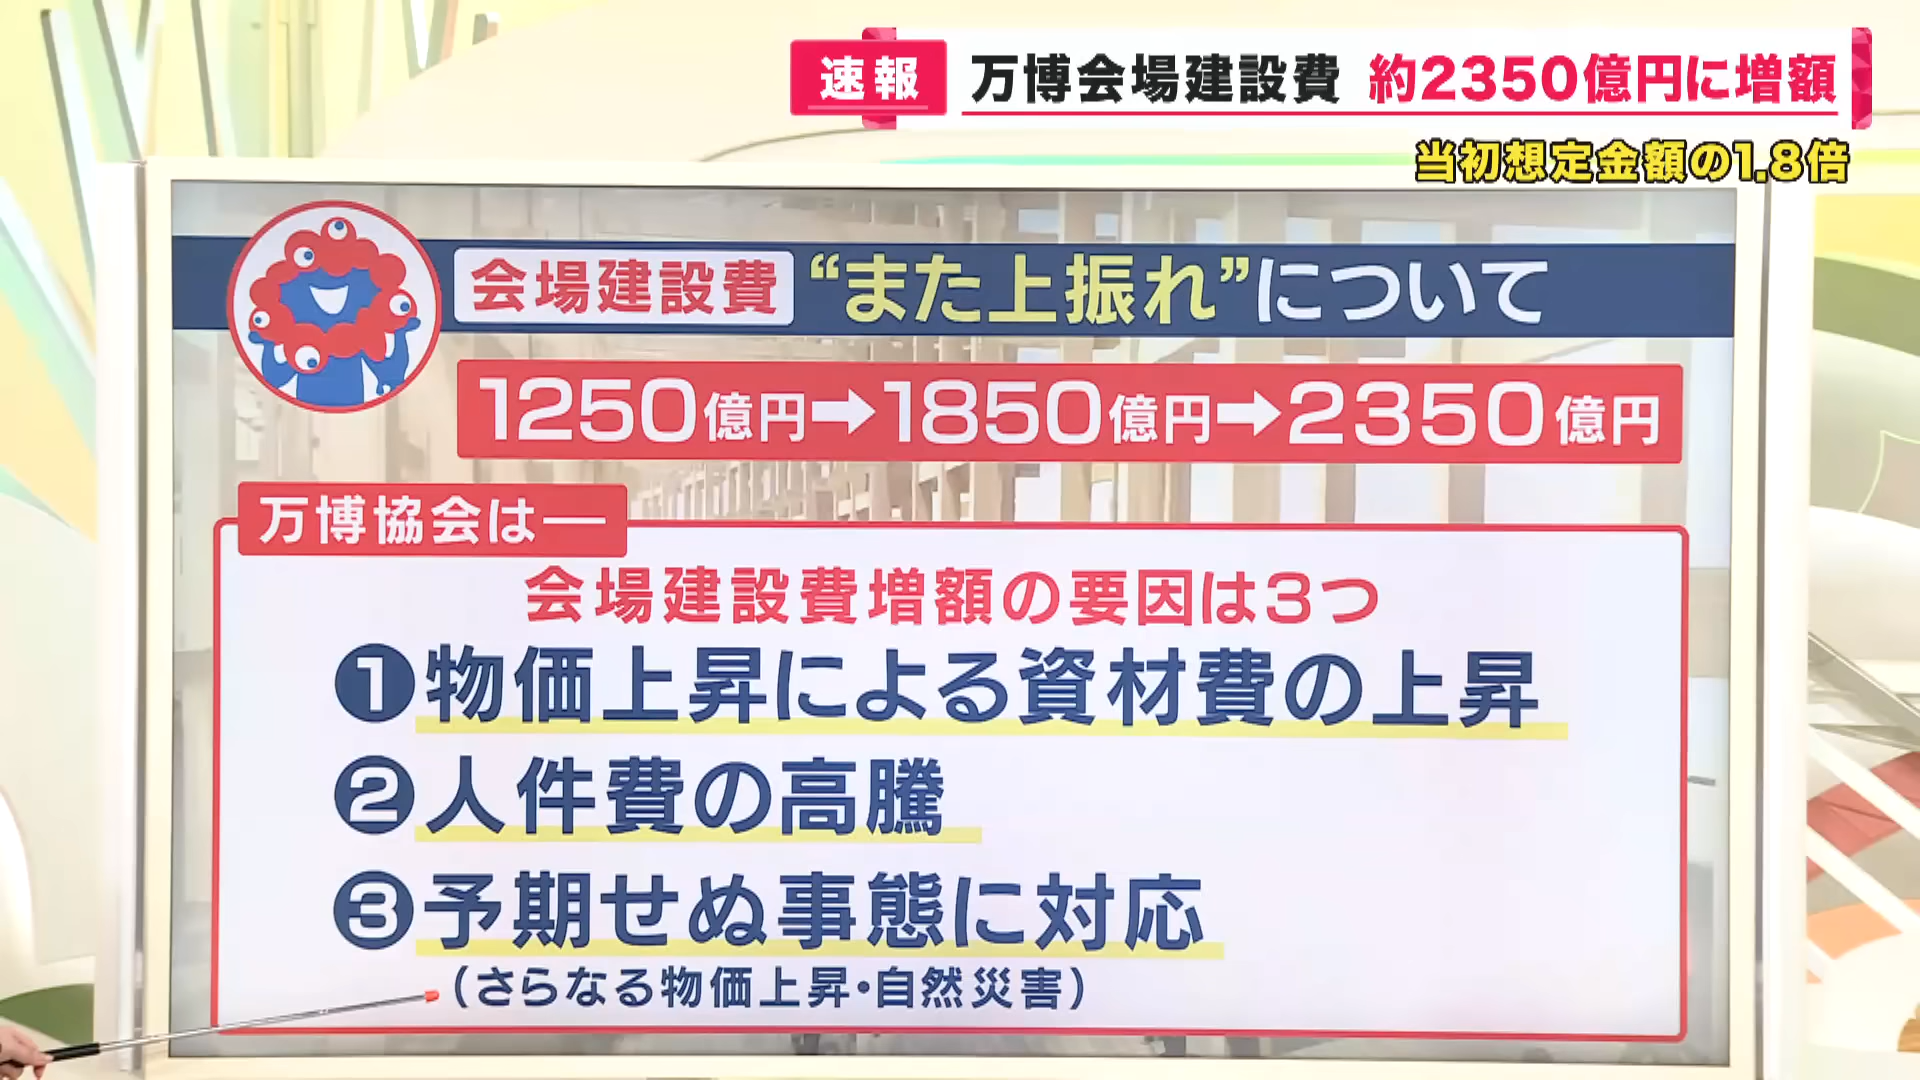 速報 万博会場建設費 約2350億円に増額
当初想定金額の1.8倍
会場建設費 “また上振れ”について
1250億円➡1850億円➡2350億円
万博協会は―
会場建設費増額の要因は3つ
❶物価上昇による資材費の上昇
❷人件費の高騰
❸予期せぬ事態に対応
（さらなる物価上昇・自然災害）